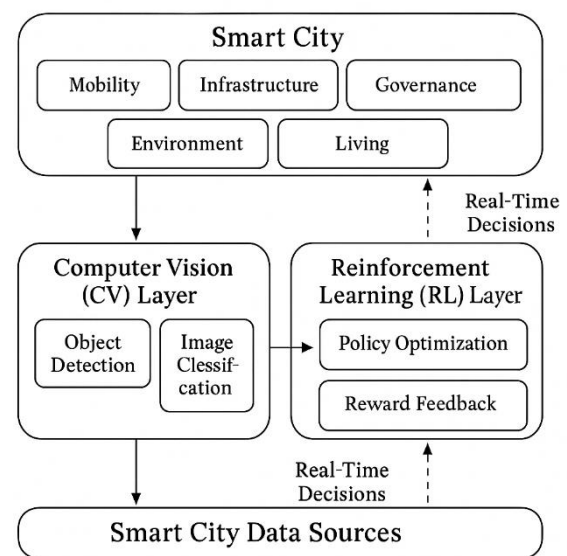 Smart City
Mobility
Infrastructure
Governance
Environment
Living
Real-Time
Decisions
Computer Vision
(CV) Layer
Object
Detection
Image
Clessif-
cation
Reinforcement
Learning (RL) Layer
Policy Optimization
Reward Feedback
Real-Time
Decisions
Smart City Data Sources